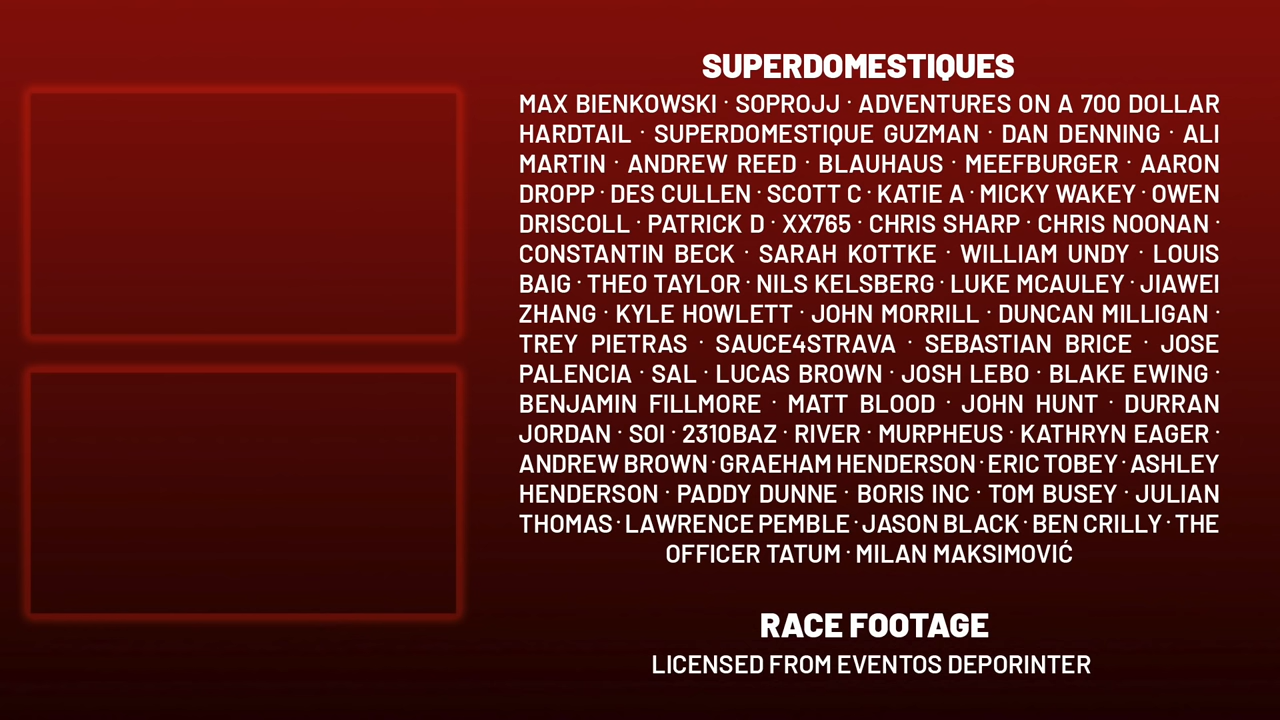 SUPERDOMESTIQUES
MAX BIENKOWSKI · SOPROJJ · ADVENTURES ON A 700 DOLLAR
HARDTAIL · SUPERDOMESTIQUE GUZMAN · DAN DENNING · ALI
MARTIN · ANDREW REED · BLAUHAUS · MEEFBURGER · AARON
DROPP · DES CULLEN · SCOTT C · KATIE A · MICKY WAKEY · OWEN
DRISCOLL · PATRICK D · XX765 · CHRIS SHARP · CHRIS NOONAN ·
CONSTANTIN BECK · SARAH KOTTKE · WILLIAM UNDY · LOUIS
BAIG · THEO TAYLOR · NILS KELSBERG · LUKE MCAULEY · JIAWEI
ZHANG · KYLE HOWLETT · JOHN MORRILL · DUNCAN MILLIGAN ·
TREY PIETRAS · SAUCE4STRAVA · SEBASTIAN BRICE · JOSE
PALENCIA · SAL · LUCAS BROWN · JOSH LEBO · BLAKE EWING ·
BENJAMIN FILLMORE · MATT BLOOD · JOHN HUNT · DURRAN
JORDAN · SOI · 2310BAZ · RIVER · MURPHEUS · KATHRYN EAGER ·
ANDREW BROWN · GRAEHAM HENDERSON · ERIC TOBEY · ASHLEY
HENDERSON · PADDY DUNNE · BORIS INC · TOM BUSEY · JULIAN
THOMAS · LAWRENCE PEMBLE · JASON BLACK · BEN CRILLY · THE
OFFICER TATUM · MILAN MAKSIMOVIĆ
RACE FOOTAGE
LICENSED FROM EVENTOS DEPORINTER